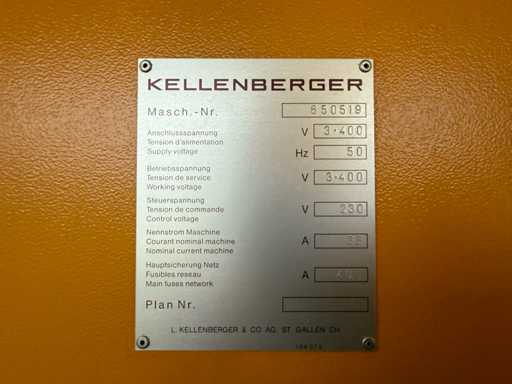 KELLENBERGER
Masch.-Nr. 650519
Anschlussspannung
Tension d'alimentation
Supply voltage
V 3·400
Hz 50
Betriebsspannung
Tension de service
Working voltage
V 3·400
Steuerspannung
Tension de commande
Control voltage
V 230
Nennstrom Maschine
Courant nominal machine
Nominal current machine
A
Hauptsicherung Netz
Fusibles reseau
Main fuses network
A
Plan Nr.
L. KELLENBERGER & CO AG. ST. GALLEN CH